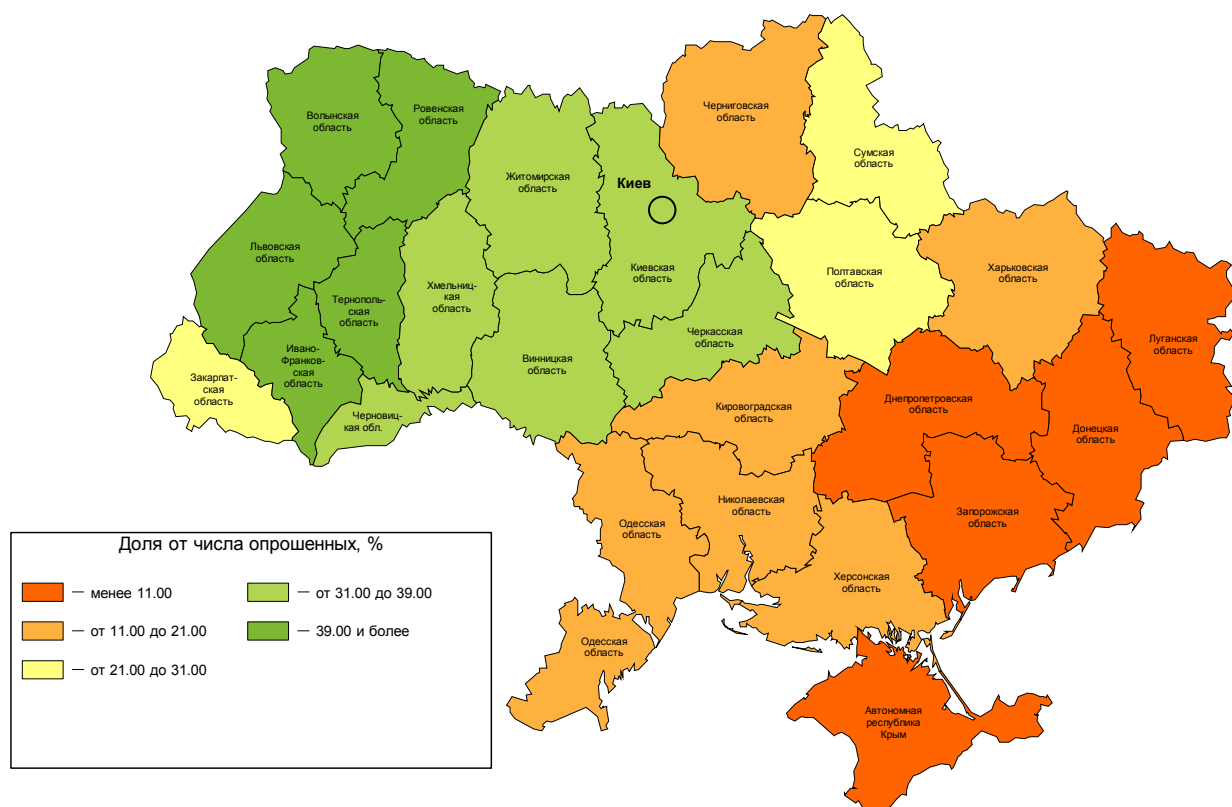 Черниговская
область
Волынская
область
Ровенская
область
Сумская
область
Житомирская
область
Киев
Львовская
область
Киевская
область
Полтавская
область
Харьковская
область
Хмельниц-
кая
область
Тернополь-
ская
область
Черкасская
область
Луганская
область
Ивано-
Франков-
ская
область
Винницкая
область
Закарпат-
ская
область
Черновиц-
кая обл.
Кировоградская
область
Днепропетровская
область
Донецкая
область
Николаевская
область
Одесская
область
Запорожская
область
Херсонская
область
Одесская
область
Автономная
республика
Крым
Доля от числа опрошенных, %
— менее 11.00
— от 11.00 до 21.00
— от 21.00 до 31.00
— от 31.00 до 39.00
— 39.00 и более